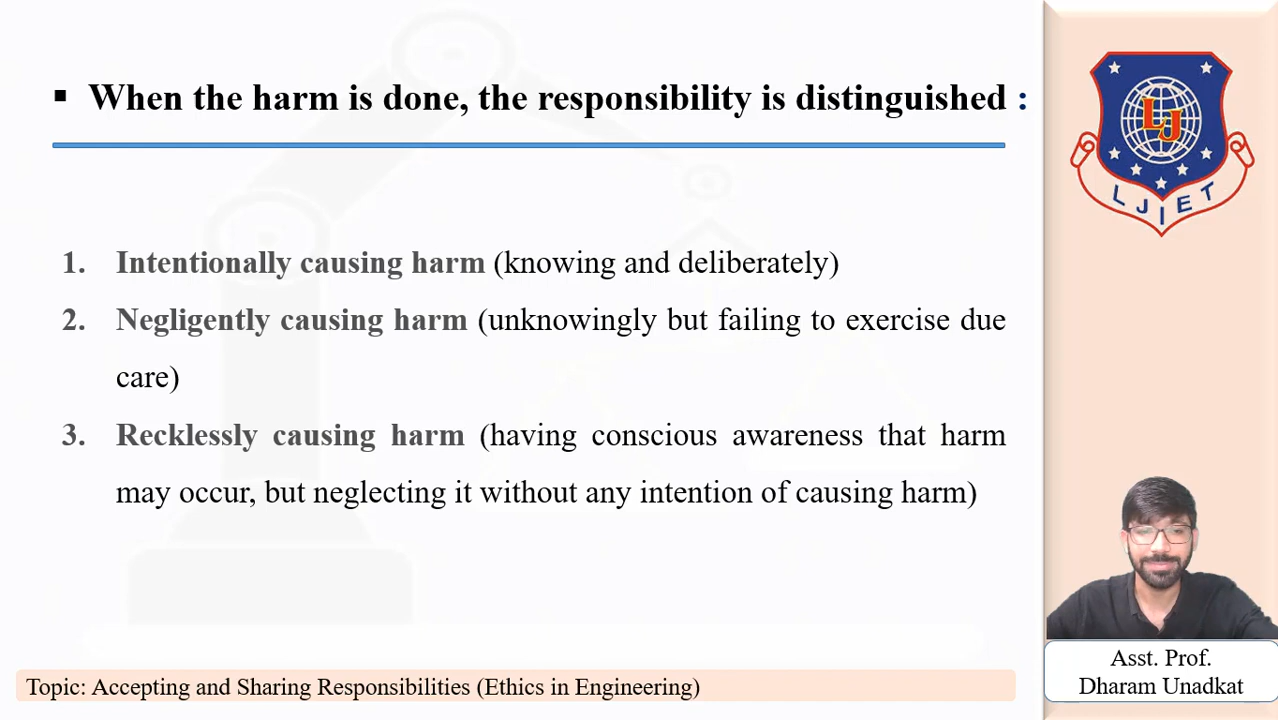 ▪ When the harm is done, the responsibility is distinguished :
1. Intentionally causing harm (knowing and deliberately)
2. Negligently causing harm (unknowingly but failing to exercise due
care)
3. Recklessly causing harm (having conscious awareness that harm
may occur, but neglecting it without any intention of causing harm)
Topic: Accepting and Sharing Responsibilities (Ethics in Engineering)
LJ
LJIET
Asst. Prof.
Dharam Unadkat